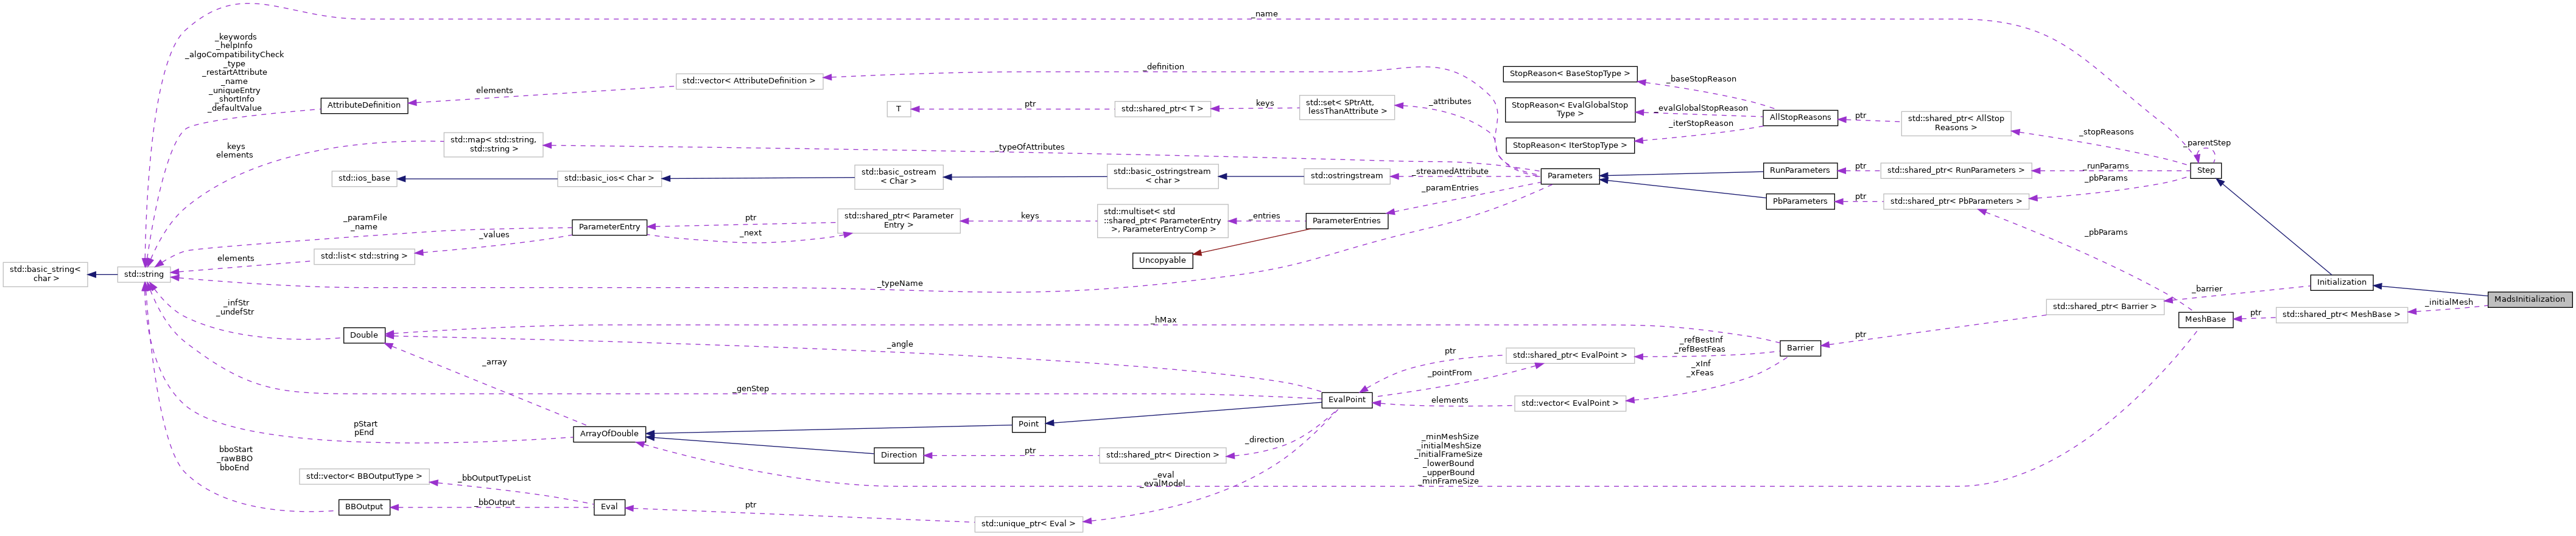 _name
_keywords
_helpInfo
_algoCompatibilityCheck
_type
_restartAttribute
_name
_uniqueEntry
_shortInfo
_defaultValue
AttributeDefinition
elements
std::vector< AttributeDefinition >
_definition
T
ptr
std::shared_ptr< T >
keys
std::set< SPtrAtt,
lessThanAttribute >
_attributes
StopReason< BaseStopType >
_baseStopReason
StopReason< EvalGlobalStop
Type >
_evalGlobalStopReason
StopReason< IterStopType >
_iterStopReason
AllStopReasons
ptr
std::shared_ptr< AllStop
Reasons >
_stopReasons
_parentStep
Step
keys
elements
std::map< std::string,
std::string >
_typeOfAttributes
std::ios_base
std::basic_ios< Char >
std::basic_ostream
< Char >
std::basic_ostringstream
< char >
std::ostringstream
_streamedAttribute
Parameters
RunParameters
ptr
std::shared_ptr< RunParameters >
_runParams
_pbParams
PbParameters
ptr
std::shared_ptr< PbParameters >
_pbParams
_paramEntries
_paramFile
_name
ParameterEntry
ptr
_next
std::shared_ptr< Parameter
Entry >
keys
std::multiset< std
::shared_ptr< ParameterEntry
>, ParameterEntryComp >
_entries
ParameterEntries
Uncopyable
_values
elements
std::list< std::string >
std::basic_string<
char >
std::string
_typeName
Initialization
_barrier
MadsInitialization
_initialMesh
std::shared_ptr< MeshBase >
ptr
MeshBase
std::shared_ptr< Barrier >
ptr
Barrier
_infStr
_undefStr
Double
_hMax
_angle
_array
_genStep
ptr
std::shared_ptr< EvalPoint >
_refBestInf
_refBestFeas
_xInf
_xFeas
_pointFrom
EvalPoint
elements
std::vector< EvalPoint >
pStart
pEnd
ArrayOfDouble
Point
Direction
ptr
std::shared_ptr< Direction >
_direction
_minMeshSize
_initialMeshSize
_initialFrameSize
_lowerBound
_upperBound
_minFrameSize
_eval
_evalModel
bboStart
_rawBBO
bboEnd
std::vector< BBOutputType >
_bbOutputTypeList
BBOutput
_bbOutput
Eval
ptr
std::unique_ptr< Eval >